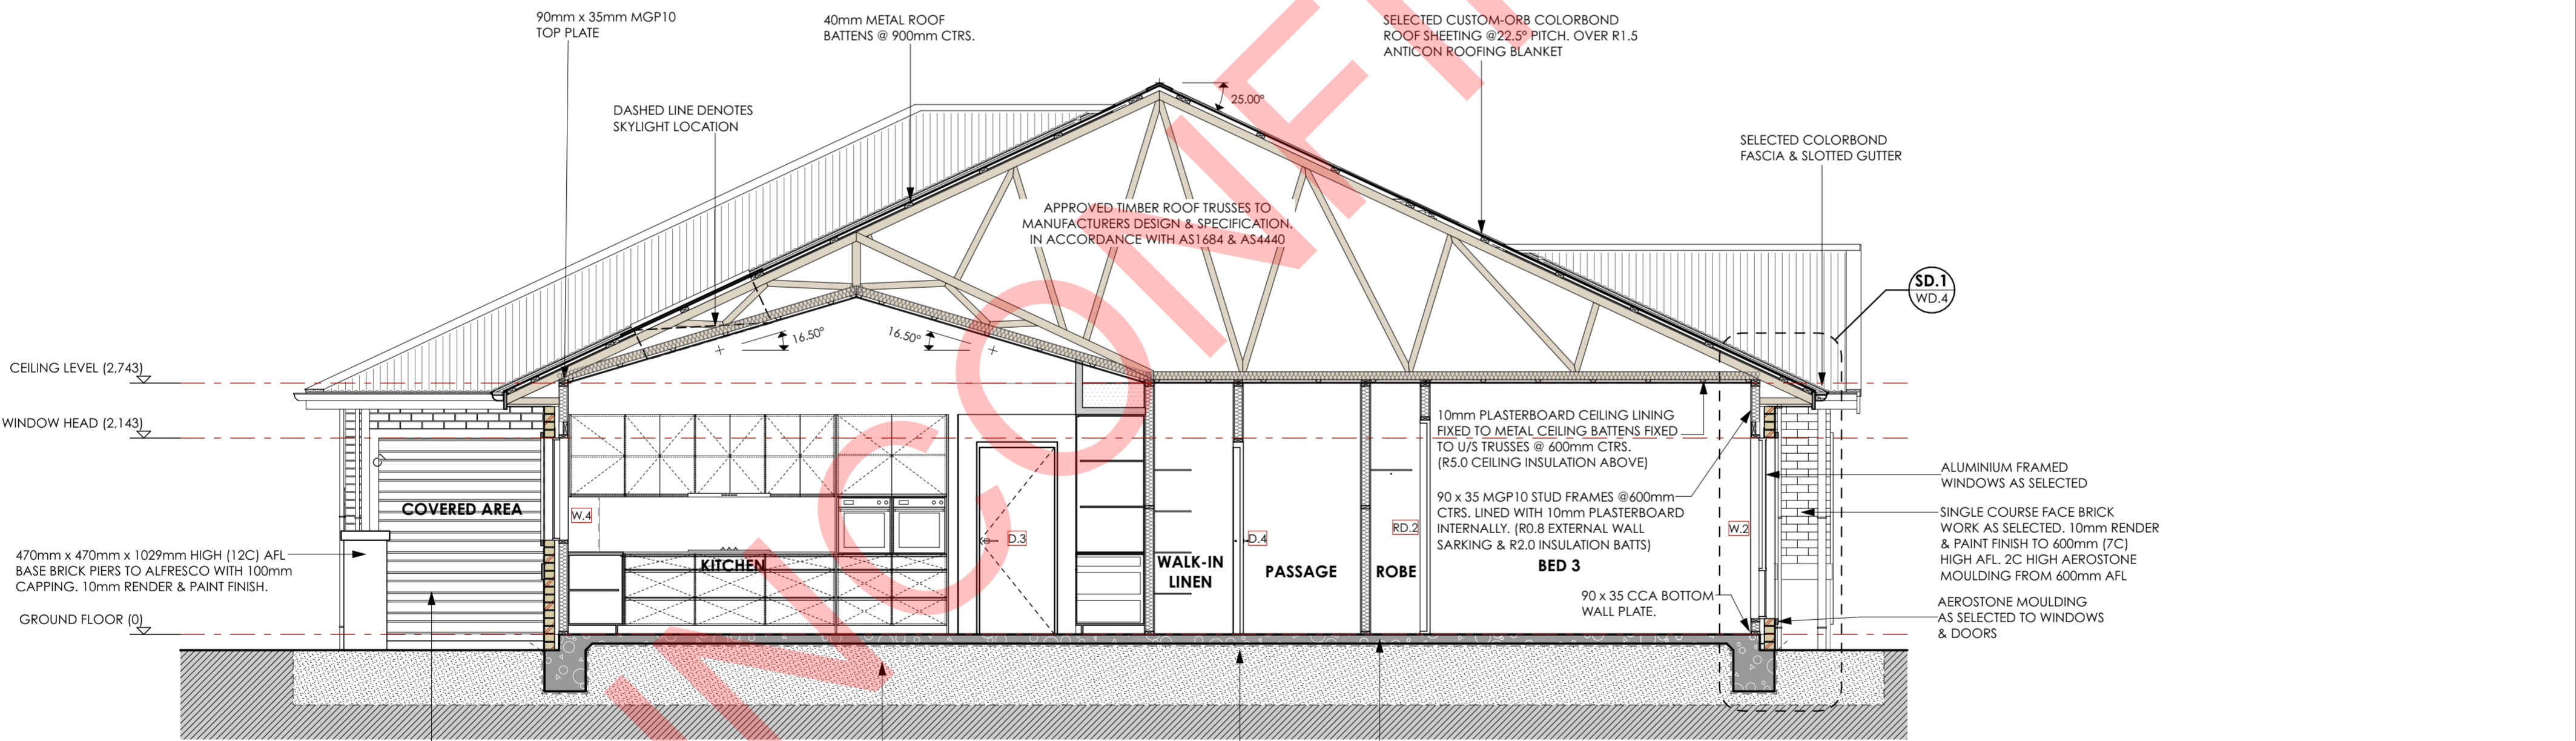 90mm x 35mm MGP10
TOP PLATE
40mm METAL ROOF
BATTENS @ 900mm CTRS.
SELECTED CUSTOM-ORB COLORBOND
ROOF SHEETING @22.5° PITCH. OVER R1.5
ANTICON ROOFING BLANKET
DASHED LINE DENOTES
SKYLIGHT LOCATION
25.00°
SELECTED COLORBOND
FASCIA & SLOTTED GUTTER
APPROVED TIMBER ROOF TRUSSES TO
MANUFACTURERS DESIGN & SPECIFICATION.
IN ACCORDANCE WITH AS1684 & AS4440
SD.1
WD.4
16.50°
16.50°
CEILING LEVEL (2,743)
WINDOW HEAD (2,143)
10mm PLASTERBOARD CEILING LINING
FIXED TO METAL CEILING BATTENS FIXED
TO U/S TRUSSES @ 600mm CTRS.
(R5.0 CEILING INSULATION ABOVE)
ALUMINIUM FRAMED
WINDOWS AS SELECTED
COVERED AREA
W.4
90 x 35 MGP10 STUD FRAMES @600mm
CTRS. LINED WITH 10mm PLASTERBOARD
INTERNALLY. (R0.8 EXTERNAL WALL
SARKING & R2.0 INSULATION BATTS)
RD.2
W.2
D.3
D.4
SINGLE COURSE FACE BRICK
WORK AS SELECTED. 10mm RENDER
& PAINT FINISH TO 600mm (7C)
HIGH AFL. 2C HIGH AEROSTONE
MOULDING FROM 600mm AFL
470mm x 470mm x 1029mm HIGH (12C) AFL
BASE BRICK PIERS TO ALFRESCO WITH 100mm
CAPPING. 10mm RENDER & PAINT FINISH.
KITCHEN
WALK-IN
LINEN
PASSAGE
ROBE
BED 3
90 x 35 CCA BOTTOM
WALL PLATE.
AEROSTONE MOULDING
AS SELECTED TO WINDOWS
& DOORS
GROUND FLOOR (0)